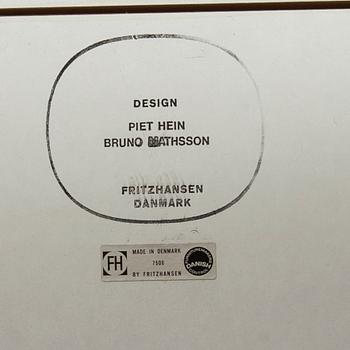 DESIGN
PIET HEIN
BRUNO MATHSSON
FRITZHANSEN
DANMARK
FH
MADE IN DENMARK
7506
BY FRITZHANSEN
DANISH